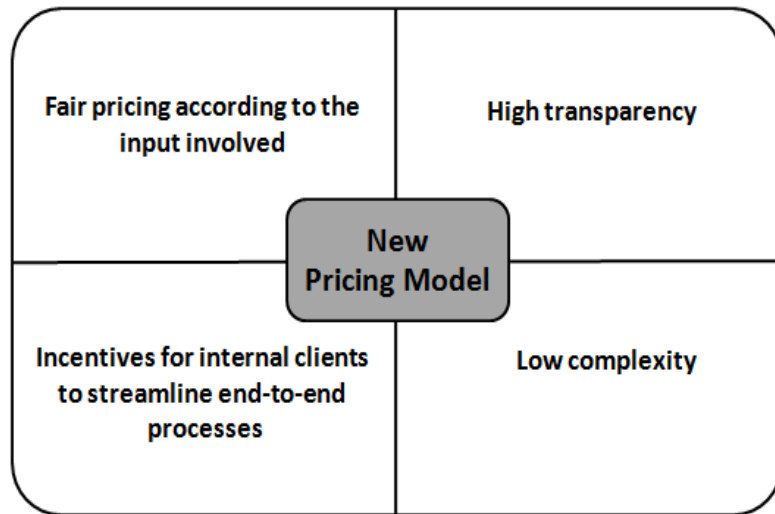 Fair pricing according to the
input involved
High transparency
New
Pricing Model
Incentives for internal clients
to streamline end-to-end
processes
Low complexity